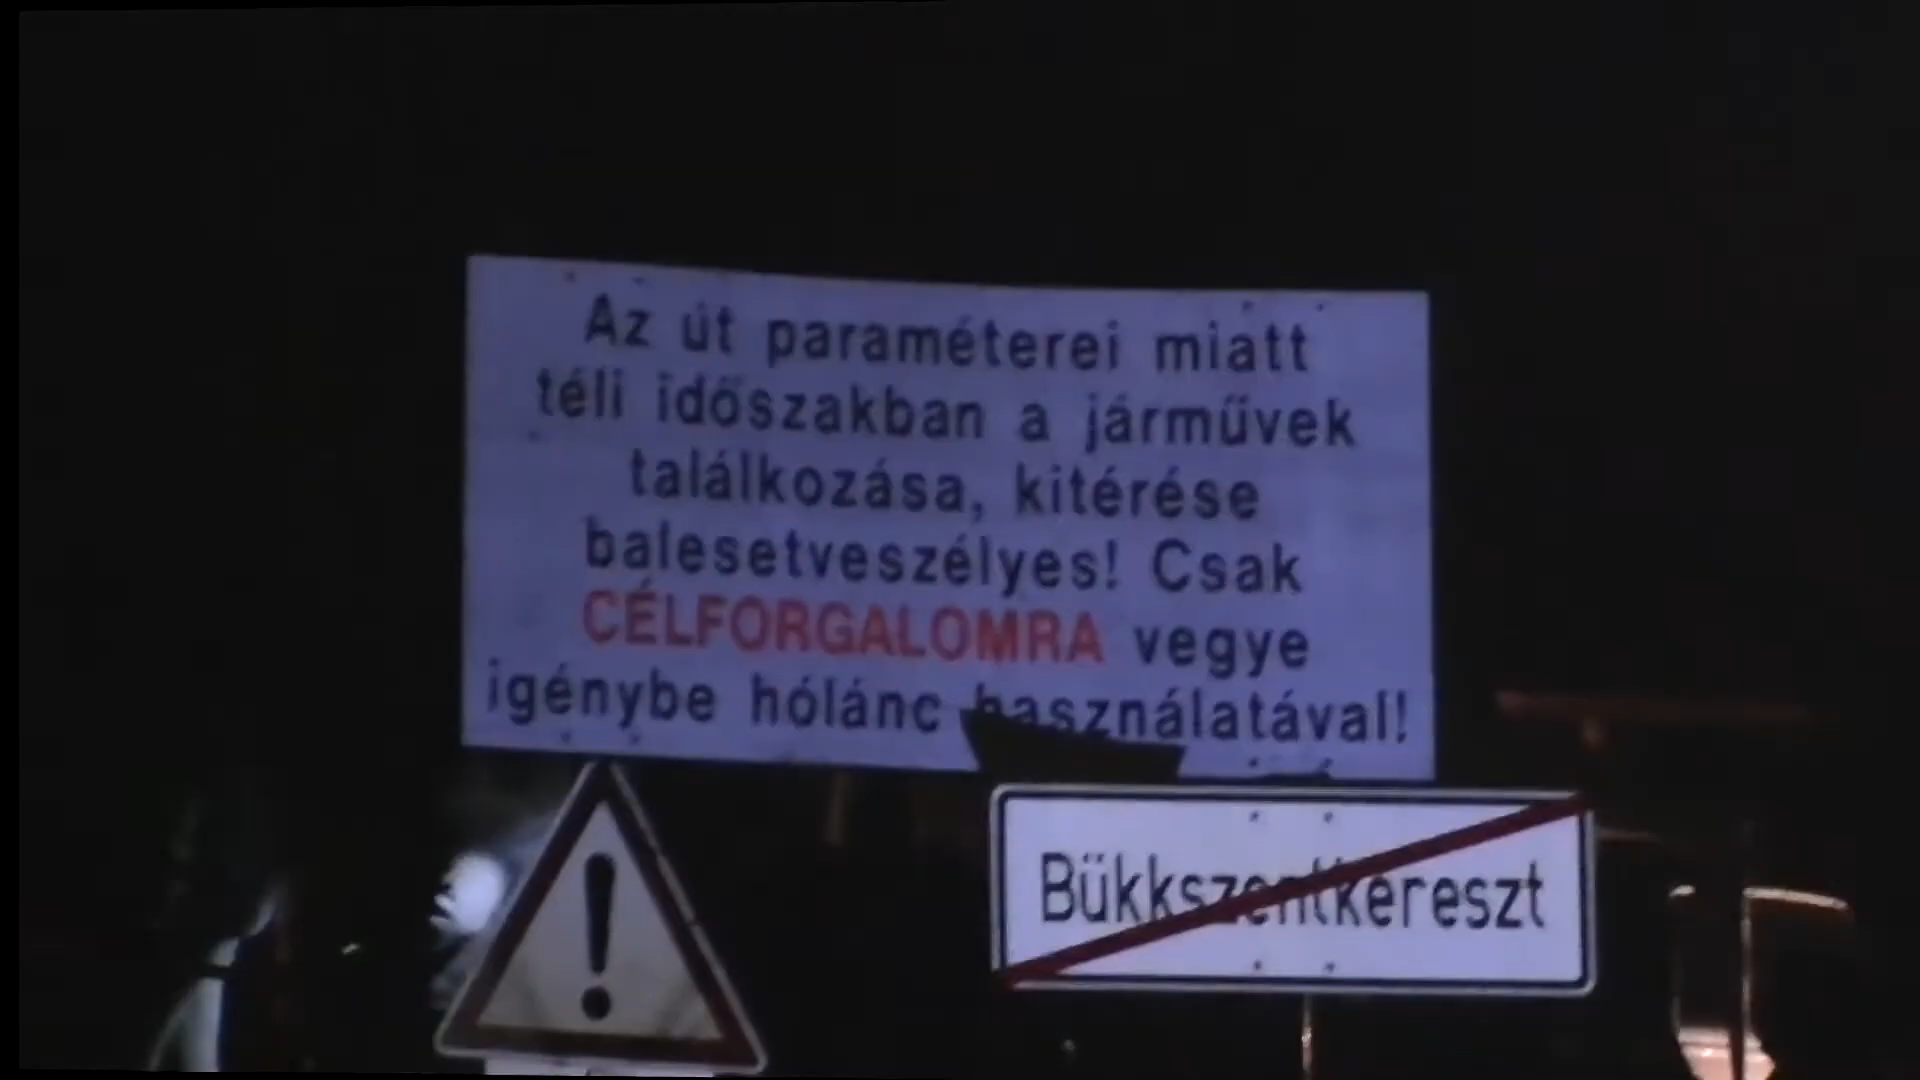 Az út paraméterei miatt
téli időszakban a járművek
találkozása, kitérése
balesetveszélyes! Csak
CÉLFORGALOMRA vegye
igénybe hólánc használatával!
Bükkszentkereszt